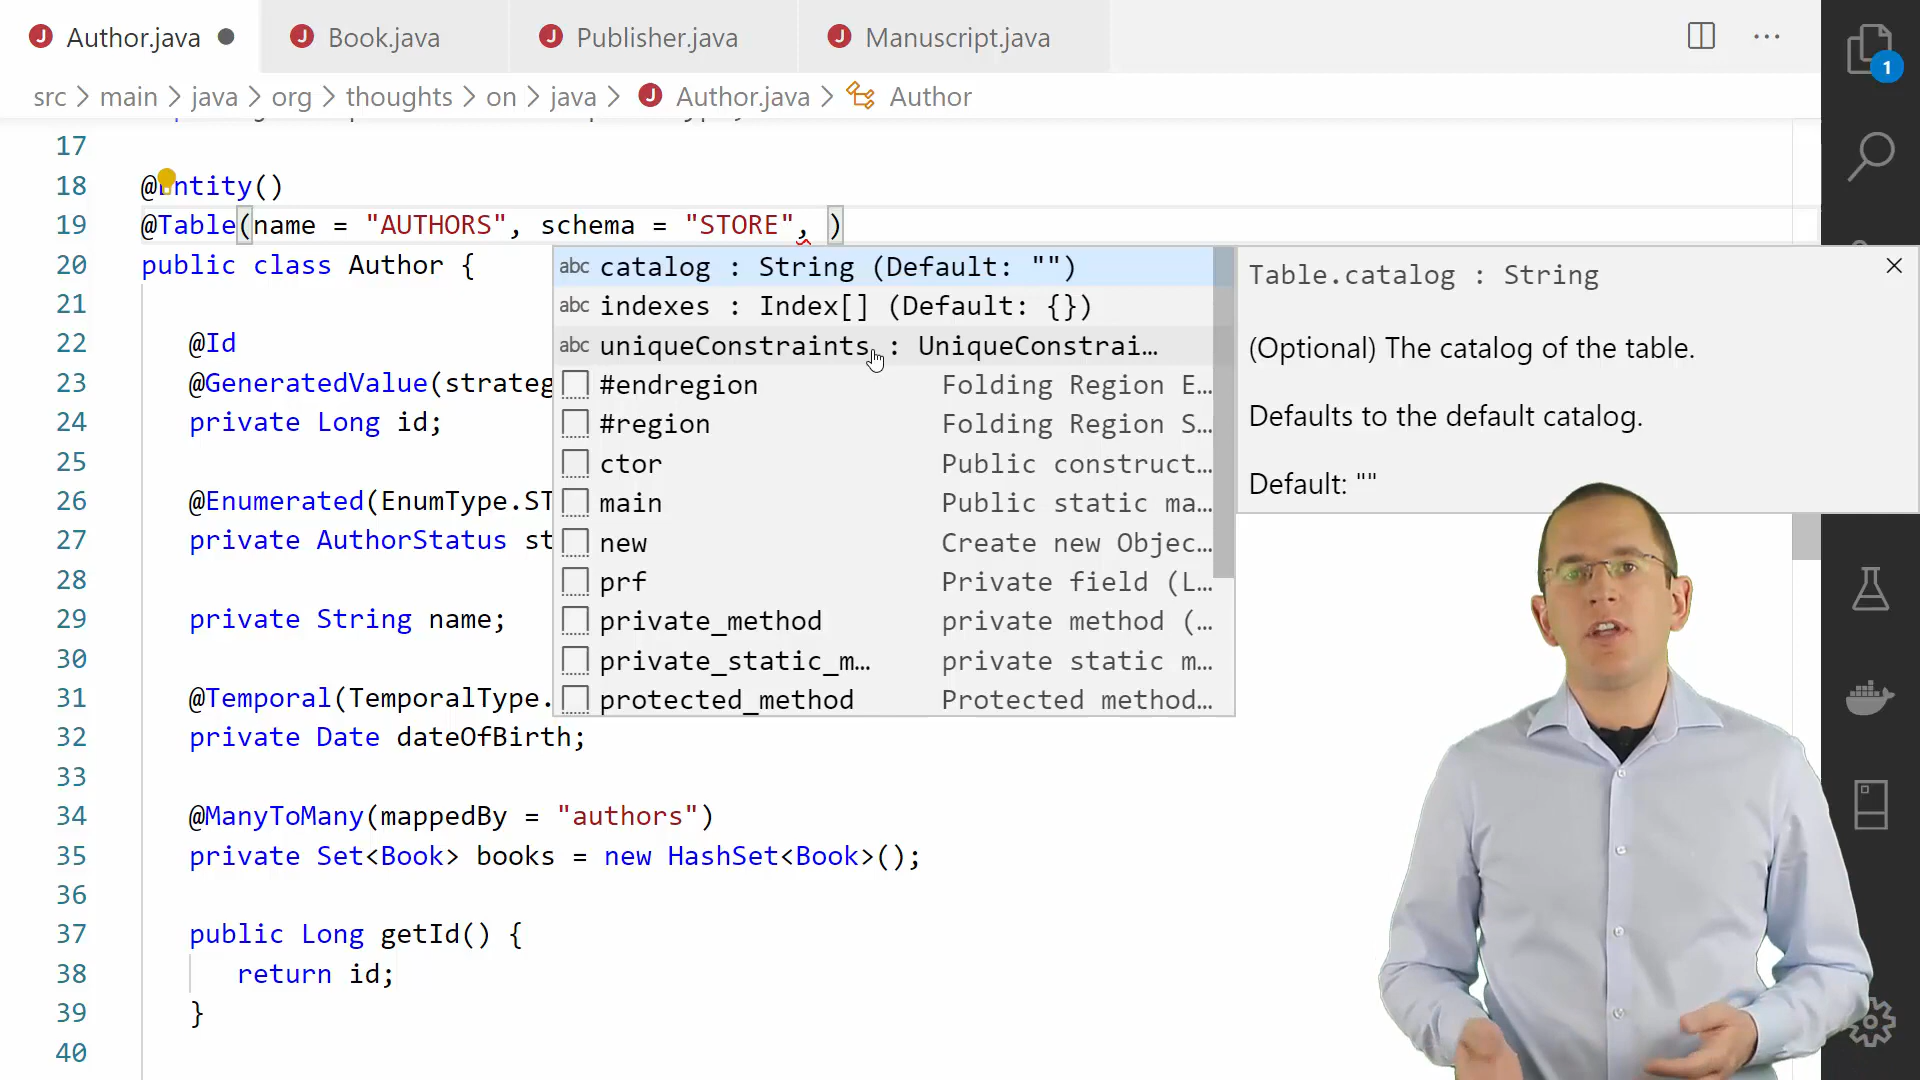 Author.java
Book.java
Publisher.java
Manuscript.java
1
src > main > java > org > thoughts > on > java > Author.java > Author
17
18 @Entity()
19 @Table(name = "AUTHORS", schema = "STORE", )
20 public class Author {
21
22 @Id
23 @GeneratedValue(strateg
24 private Long id;
25
26 @Enumerated(EnumType.ST
27 private AuthorStatus st
28
29 private String name;
30
31 @Temporal(TemporalType.
32 private Date dateOfBirth;
33
34 @ManyToMany(mappedBy = "authors")
35 private Set<Book> books = new HashSet<Book>();
36
37 public Long getId() {
38 return id;
39 }
40
abc catalog : String (Default: "")
abc indexes : Index[] (Default: {})
abc uniqueConstraints : UniqueConstrai…
#endregion Folding Region E…
#region Folding Region S…
ctor Public construct…
main Public static ma…
new Create new Objec…
prf Private field (L…
private_method private method (…
private_static_m… private static m…
protected_method Protected method…
Table.catalog : String
(Optional) The catalog of the table.
Defaults to the default catalog.
Default: ""